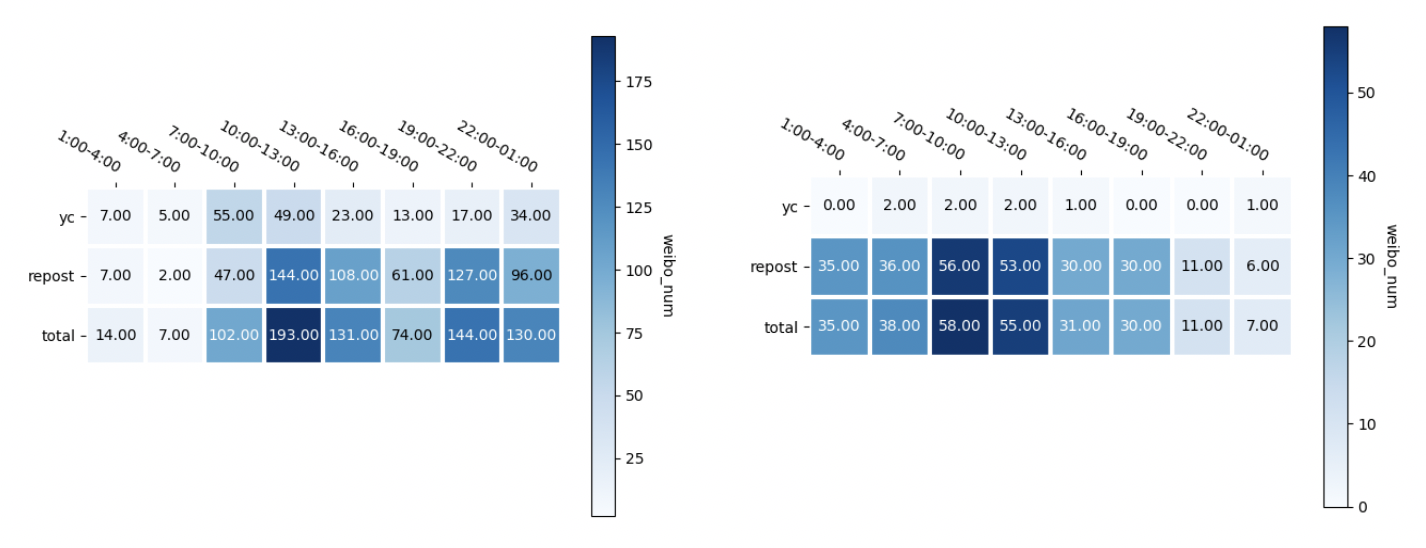 1:00-4:00 4:00-7:00 7:00-10:00 10:00-13:00 13:00-16:00 16:00-19:00 19:00-22:00 22:00-01:00
yc 7.00 5.00 55.00 49.00 23.00 13.00 17.00 34.00
repost 7.00 2.00 47.00 144.00 108.00 61.00 127.00 96.00
total 14.00 7.00 102.00 193.00 131.00 74.00 144.00 130.00
175
150
125
100
75
50
25
weibo_num
1:00-4:00 4:00-7:00 7:00-10:00 10:00-13:00 13:00-16:00 16:00-19:00 19:00-22:00 22:00-01:00
yc 0.00 2.00 2.00 2.00 1.00 0.00 0.00 1.00
repost 35.00 36.00 56.00 53.00 30.00 30.00 11.00 6.00
total 35.00 38.00 58.00 55.00 31.00 30.00 11.00 7.00
50
40
30
20
10
0
weibo_num